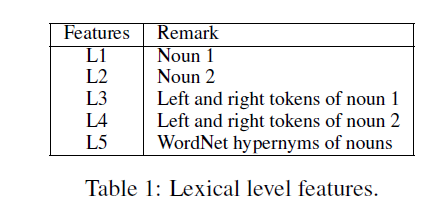 Features Remark
L1 Noun 1
L2 Noun 2
L3 Left and right tokens of noun 1
L4 Left and right tokens of noun 2
L5 WordNet hypernyms of nouns
Table 1: Lexical level features.